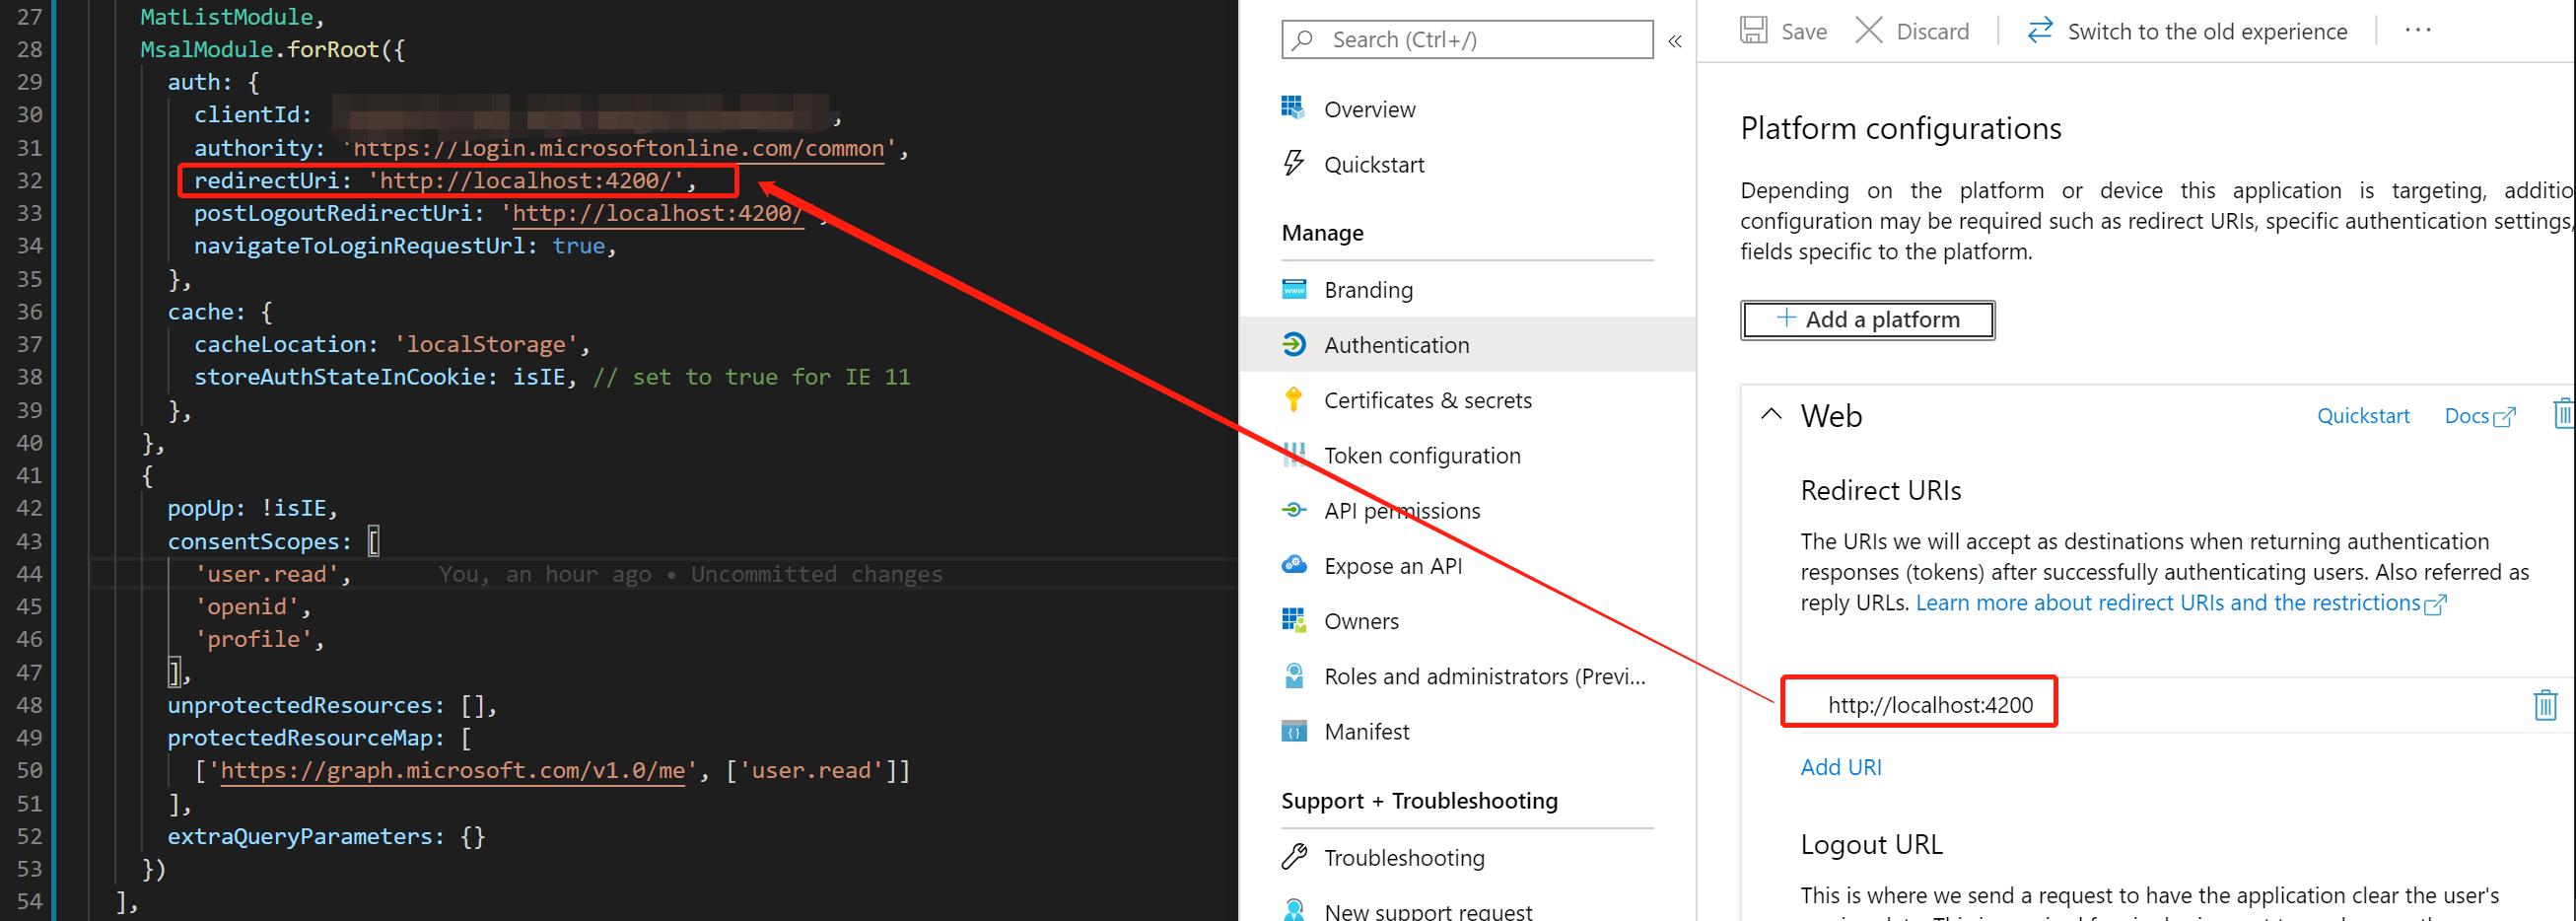 27 MatListModule,
28 MsalModule.forRoot({
29 auth: {
30 clientId: ,
31 authority: 'https://login.microsoftonline.com/common',
32 redirectUri: 'http://localhost:4200/',
33 postLogoutRedirectUri: 'http://localhost:4200/',
34 navigateToLoginRequestUrl: true,
35 },
36 cache: {
37 cacheLocation: 'localStorage',
38 storeAuthStateInCookie: isIE, // set to true for IE 11
39 },
40 },
41 {
42 popUp: !isIE,
43 consentScopes: [
44 'user.read', You, an hour ago • Uncommitted changes
45 'openid',
46 'profile',
47 ],
48 unprotectedResources: [],
49 protectedResourceMap: [
50 ['https://graph.microsoft.com/v1.0/me', ['user.read']]
51 ],
52 extraQueryParameters: {}
53 })
54 ],
Search (Ctrl+/)
«
Overview
Quickstart
Manage
Branding
Authentication
Certificates & secrets
Token configuration
API permissions
Expose an API
Owners
Roles and administrators (Previ...
Manifest
Support + Troubleshooting
Troubleshooting
New support request
Save Discard Switch to the old experience ...
Platform configurations
Depending on the platform or device this application is targeting, additio
configuration may be required such as redirect URIs, specific authentication settings,
fields specific to the platform.
+ Add a platform
Web Quickstart Docs
Redirect URIs
The URIs we will accept as destinations when returning authentication
responses (tokens) after successfully authenticating users. Also referred as
reply URLs. Learn more about redirect URIs and the restrictions
http://localhost:4200
Add URI
Logout URL
This is where we send a request to have the application clear the user's